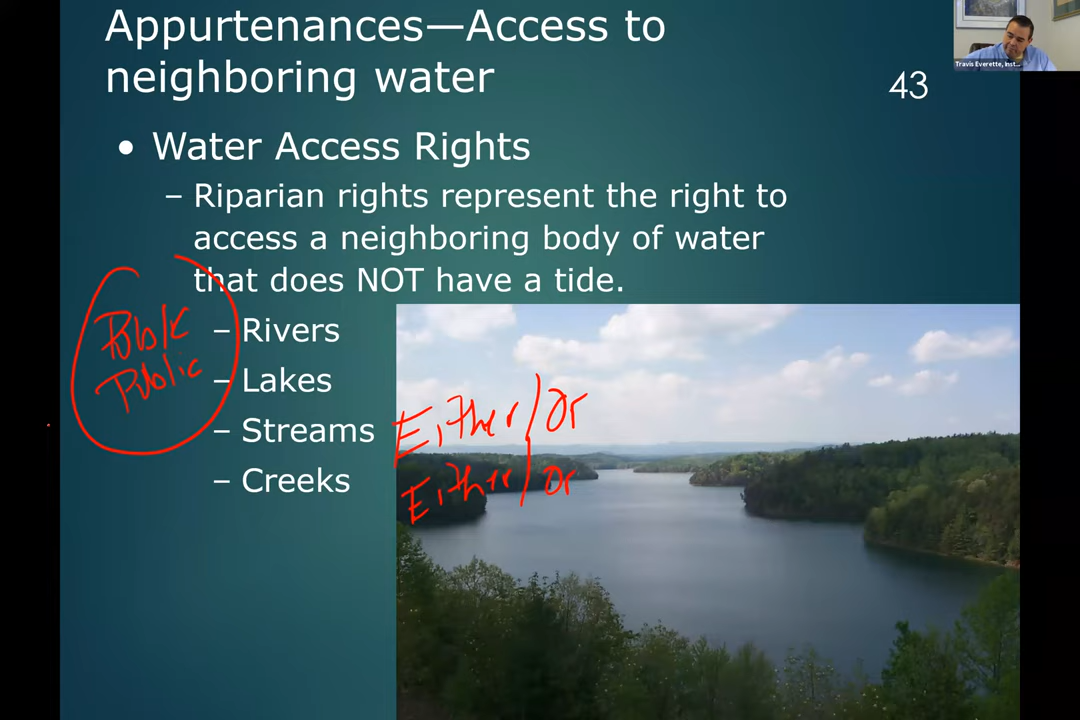 Appurtenances—Access to
neighboring water
43
Travis Everette, Inst...
• Water Access Rights
– Riparian rights represent the right to
access a neighboring body of water
that does NOT have a tide.
– Rivers
– Lakes
– Streams
– Creeks
Public
Public
Either/Or
Either/Or